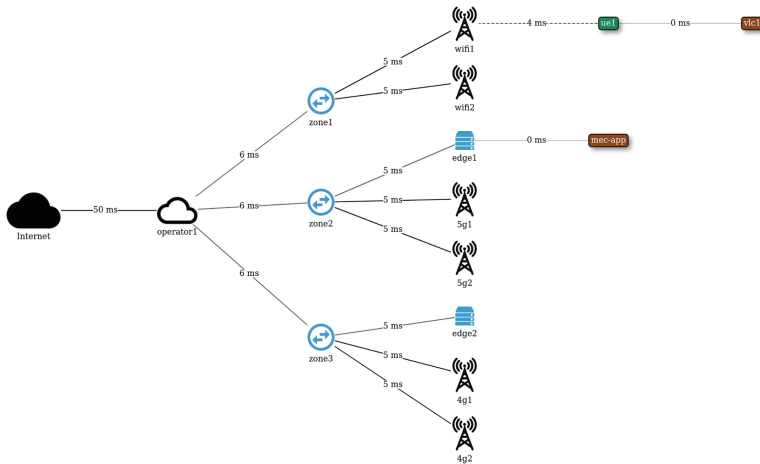 4 ms
ue1
0 ms
vlc1
wifi1
5 ms
5 ms
wifi2
zone1
6 ms
0 ms
mec-app
edge1
5 ms
6 ms
5 ms
50 ms
zone2
5g1
Internet
operator1
5 ms
6 ms
5g2
edge2
5 ms
zone3
5 ms
4g1
5 ms
4g2